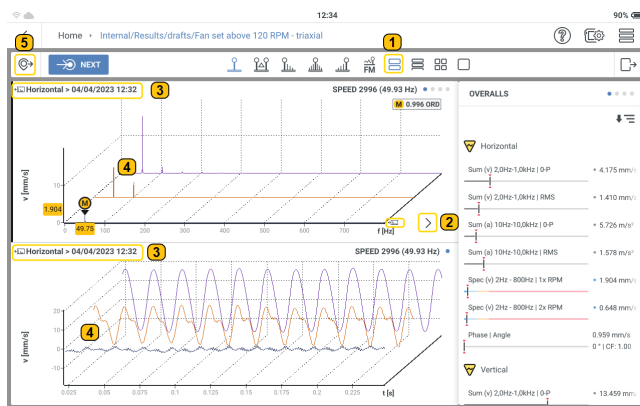 12:34
90%
Home › Internal/Results/drafts/Fan set above 120 RPM - triaxial
1
5
NEXT
FM
Horizontal > 04/04/2023 12:32
3
SPEED 2996 (49.93 Hz)
M 0.996 ORD
v [mm/s]
10
4
M
1.904
49.75
0
100
200
300
400
500
600
700
f [Hz]
2
Horizontal > 04/04/2023 12:32
3
SPEED 2996 (49.93 Hz)
v [mm/s]
20
10
0
-10
4
0.025
0.05
0.075
0.1
0.125
0.15
0.175
0.2
0.225
t [s]
OVERALLS
Horizontal
Sum (v) 2,0Hz-1,0kHz | 0-P
4.175 mm/s
Sum (v) 2,0Hz-1,0kHz | RMS
1.410 mm/s
Sum (a) 10Hz-10,0kHz | 0-P
5.726 m/s²
Sum (a) 10Hz-10,0kHz | RMS
1.578 m/s²
Spec (v) 2Hz - 800Hz | 1x RPM
1.904 mm/s
Spec (v) 2Hz - 800Hz | 2x RPM
0.648 mm/s
Phase | Angle
0.959 mm/s
0 ° | CF: 1.00
Vertical
Sum (v) 2,0Hz-1,0kHz | 0-P
13.459 mm/